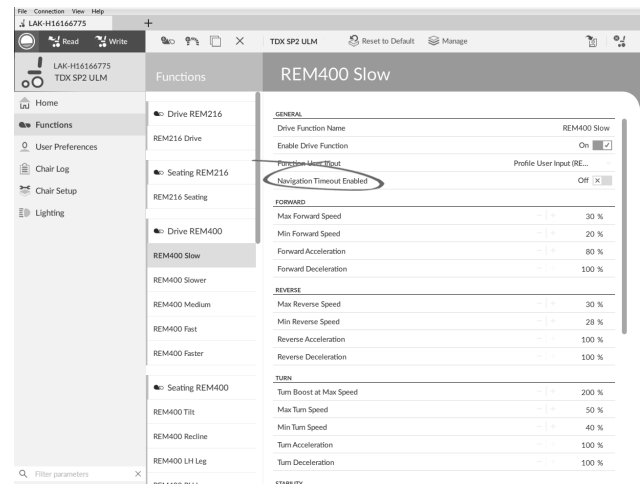 File Connection View Help
LAK-H16166775 +
Read Write TDX SP2 ULM Reset to Default Manage
LAK-H16166775
TDX SP2 ULM
Functions
REM400 Slow
Home
Functions
User Preferences
Chair Log
Chair Setup
Lighting
Filter parameters
Drive REM216
REM216 Drive
Seating REM216
REM216 Seating
Drive REM400
REM400 Slow
REM400 Slower
REM400 Medium
REM400 Fast
REM400 Faster
Seating REM400
REM400 Tilt
REM400 Recline
REM400 LH Leg
GENERAL
Drive Function Name REM400 Slow
Enable Drive Function On
Function User Input Profile User Input (RE...
Navigation Timeout Enabled Off
FORWARD
Max Forward Speed - + 30 %
Min Forward Speed - + 20 %
Forward Acceleration - + 80 %
Forward Deceleration - + 100 %
REVERSE
Max Reverse Speed - + 30 %
Min Reverse Speed - + 28 %
Reverse Acceleration - + 100 %
Reverse Deceleration - + 100 %
TURN
Turn Boost at Max Speed - + 200 %
Max Turn Speed - + 50 %
Min Turn Speed - + 40 %
Turn Acceleration - + 100 %
Turn Deceleration - + 100 %
STABILITY